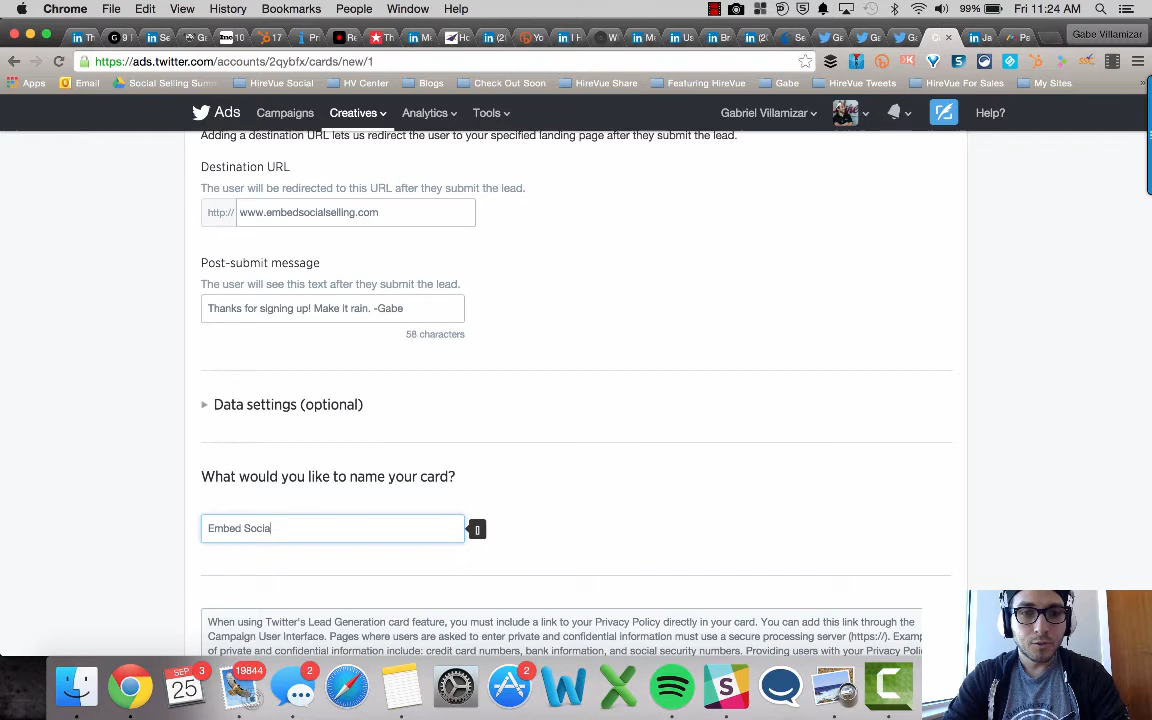 Chrome File Edit View History Bookmarks People Window Help 99% Fri 11:24 AM
Gabe Villamizar
https://ads.twitter.com/accounts/2qybfx/cards/new/1
Apps Email Social Selling Summ HireVue Social HV Center Blogs Check Out Soon HireVue Share Featuring HireVue Gabe HireVue Tweets HireVue For Sales My Sites
Ads Campaigns Creatives Analytics Tools Gabriel Villamizar Help?
Adding a destination URL lets us redirect the user to your specified landing page after they submit the lead.
Destination URL
The user will be redirected to this URL after they submit the lead.
http:// www.embedsocialselling.com
Post-submit message
The user will see this text after they submit the lead.
Thanks for signing up! Make it rain. -Gabe
58 characters
Data settings (optional)
What would you like to name your card?
Embed Socia
When using Twitter's Lead Generation card feature, you must include a link to your Privacy Policy directly in your card. You can add this link through the
Campaign User Interface. Pages where users are asked to enter private and confidential information must use a secure processing server (https://). Examp
of private and confidential information include: credit card numbers, bank information, and social security numbers. Providing users with your Privacy Poli
SEP
25
3
19844
2
2